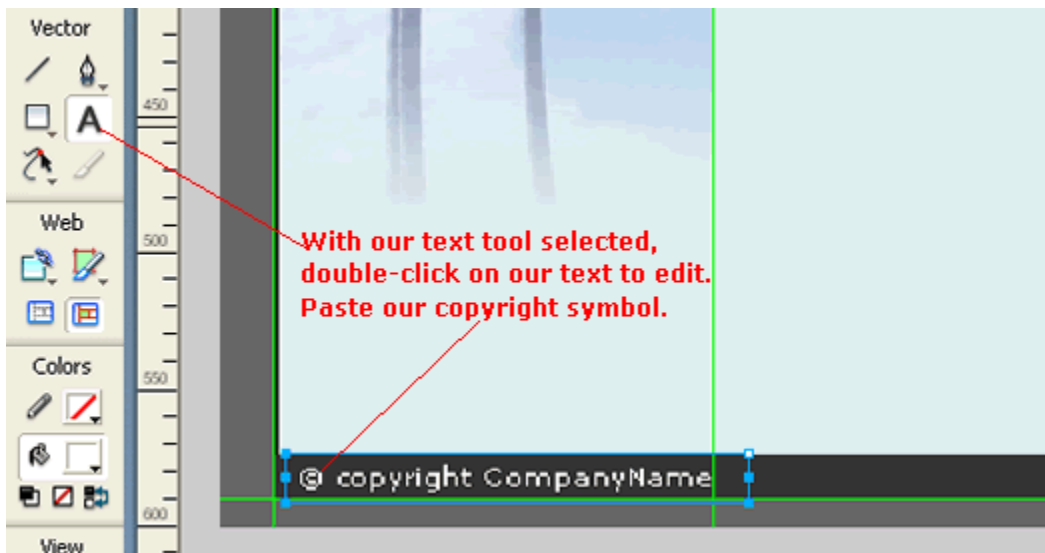 Vector
A
450
Web
500
With our text tool selected,
double-click on our text to edit.
Paste our copyright symbol.
Colors
550
© copyright CompanyName
600
View